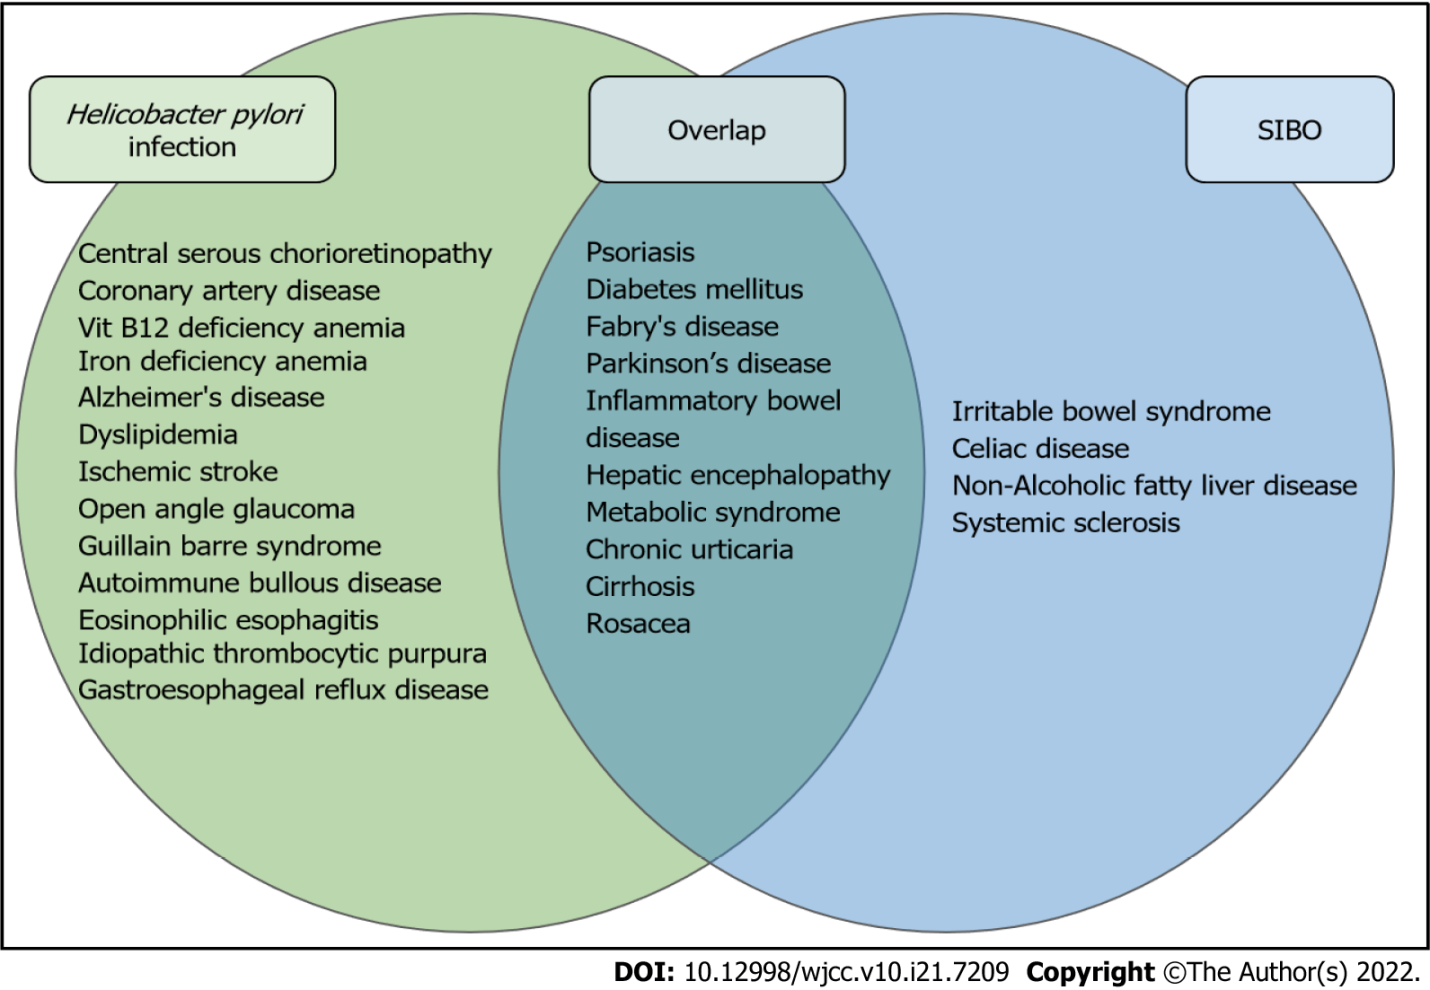 Helicobacter pylori
infection
Overlap
SIBO
Central serous chorioretinopathy
Coronary artery disease
Vit B12 deficiency anemia
Iron deficiency anemia
Alzheimer's disease
Dyslipidemia
Ischemic stroke
Open angle glaucoma
Guillain barre syndrome
Autoimmune bullous disease
Eosinophilic esophagitis
Idiopathic thrombocytic purpura
Gastroesophageal reflux disease
Psoriasis
Diabetes mellitus
Fabry's disease
Parkinson’s disease
Inflammatory bowel
disease
Hepatic encephalopathy
Metabolic syndrome
Chronic urticaria
Cirrhosis
Rosacea
Irritable bowel syndrome
Celiac disease
Non-Alcoholic fatty liver disease
Systemic sclerosis
DOI: 10.12998/wjcc.v10.i21.7209 Copyright ©The Author(s) 2022.